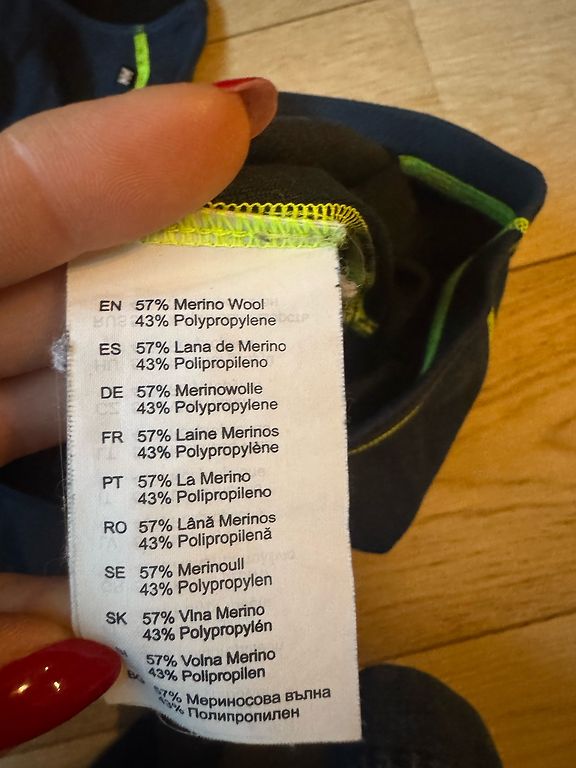 EN 57% Merino Wool
43% Polypropylene
ES 57% Lana de Merino
43% Polipropileno
DE 57% Merinowolle
43% Polypropylene
FR 57% Laine Merinos
43% Polypropylène
PT 57% La Merino
43% Polipropileno
RO 57% Lână Merinos
43% Polipropilenă
SE 57% Merinoull
43% Polypropylen
SK 57% Vlna Merino
43% Polypropylén
57% Volna Merino
43% Polipropilen
57% Мериносова вълна
43% Полипропилен